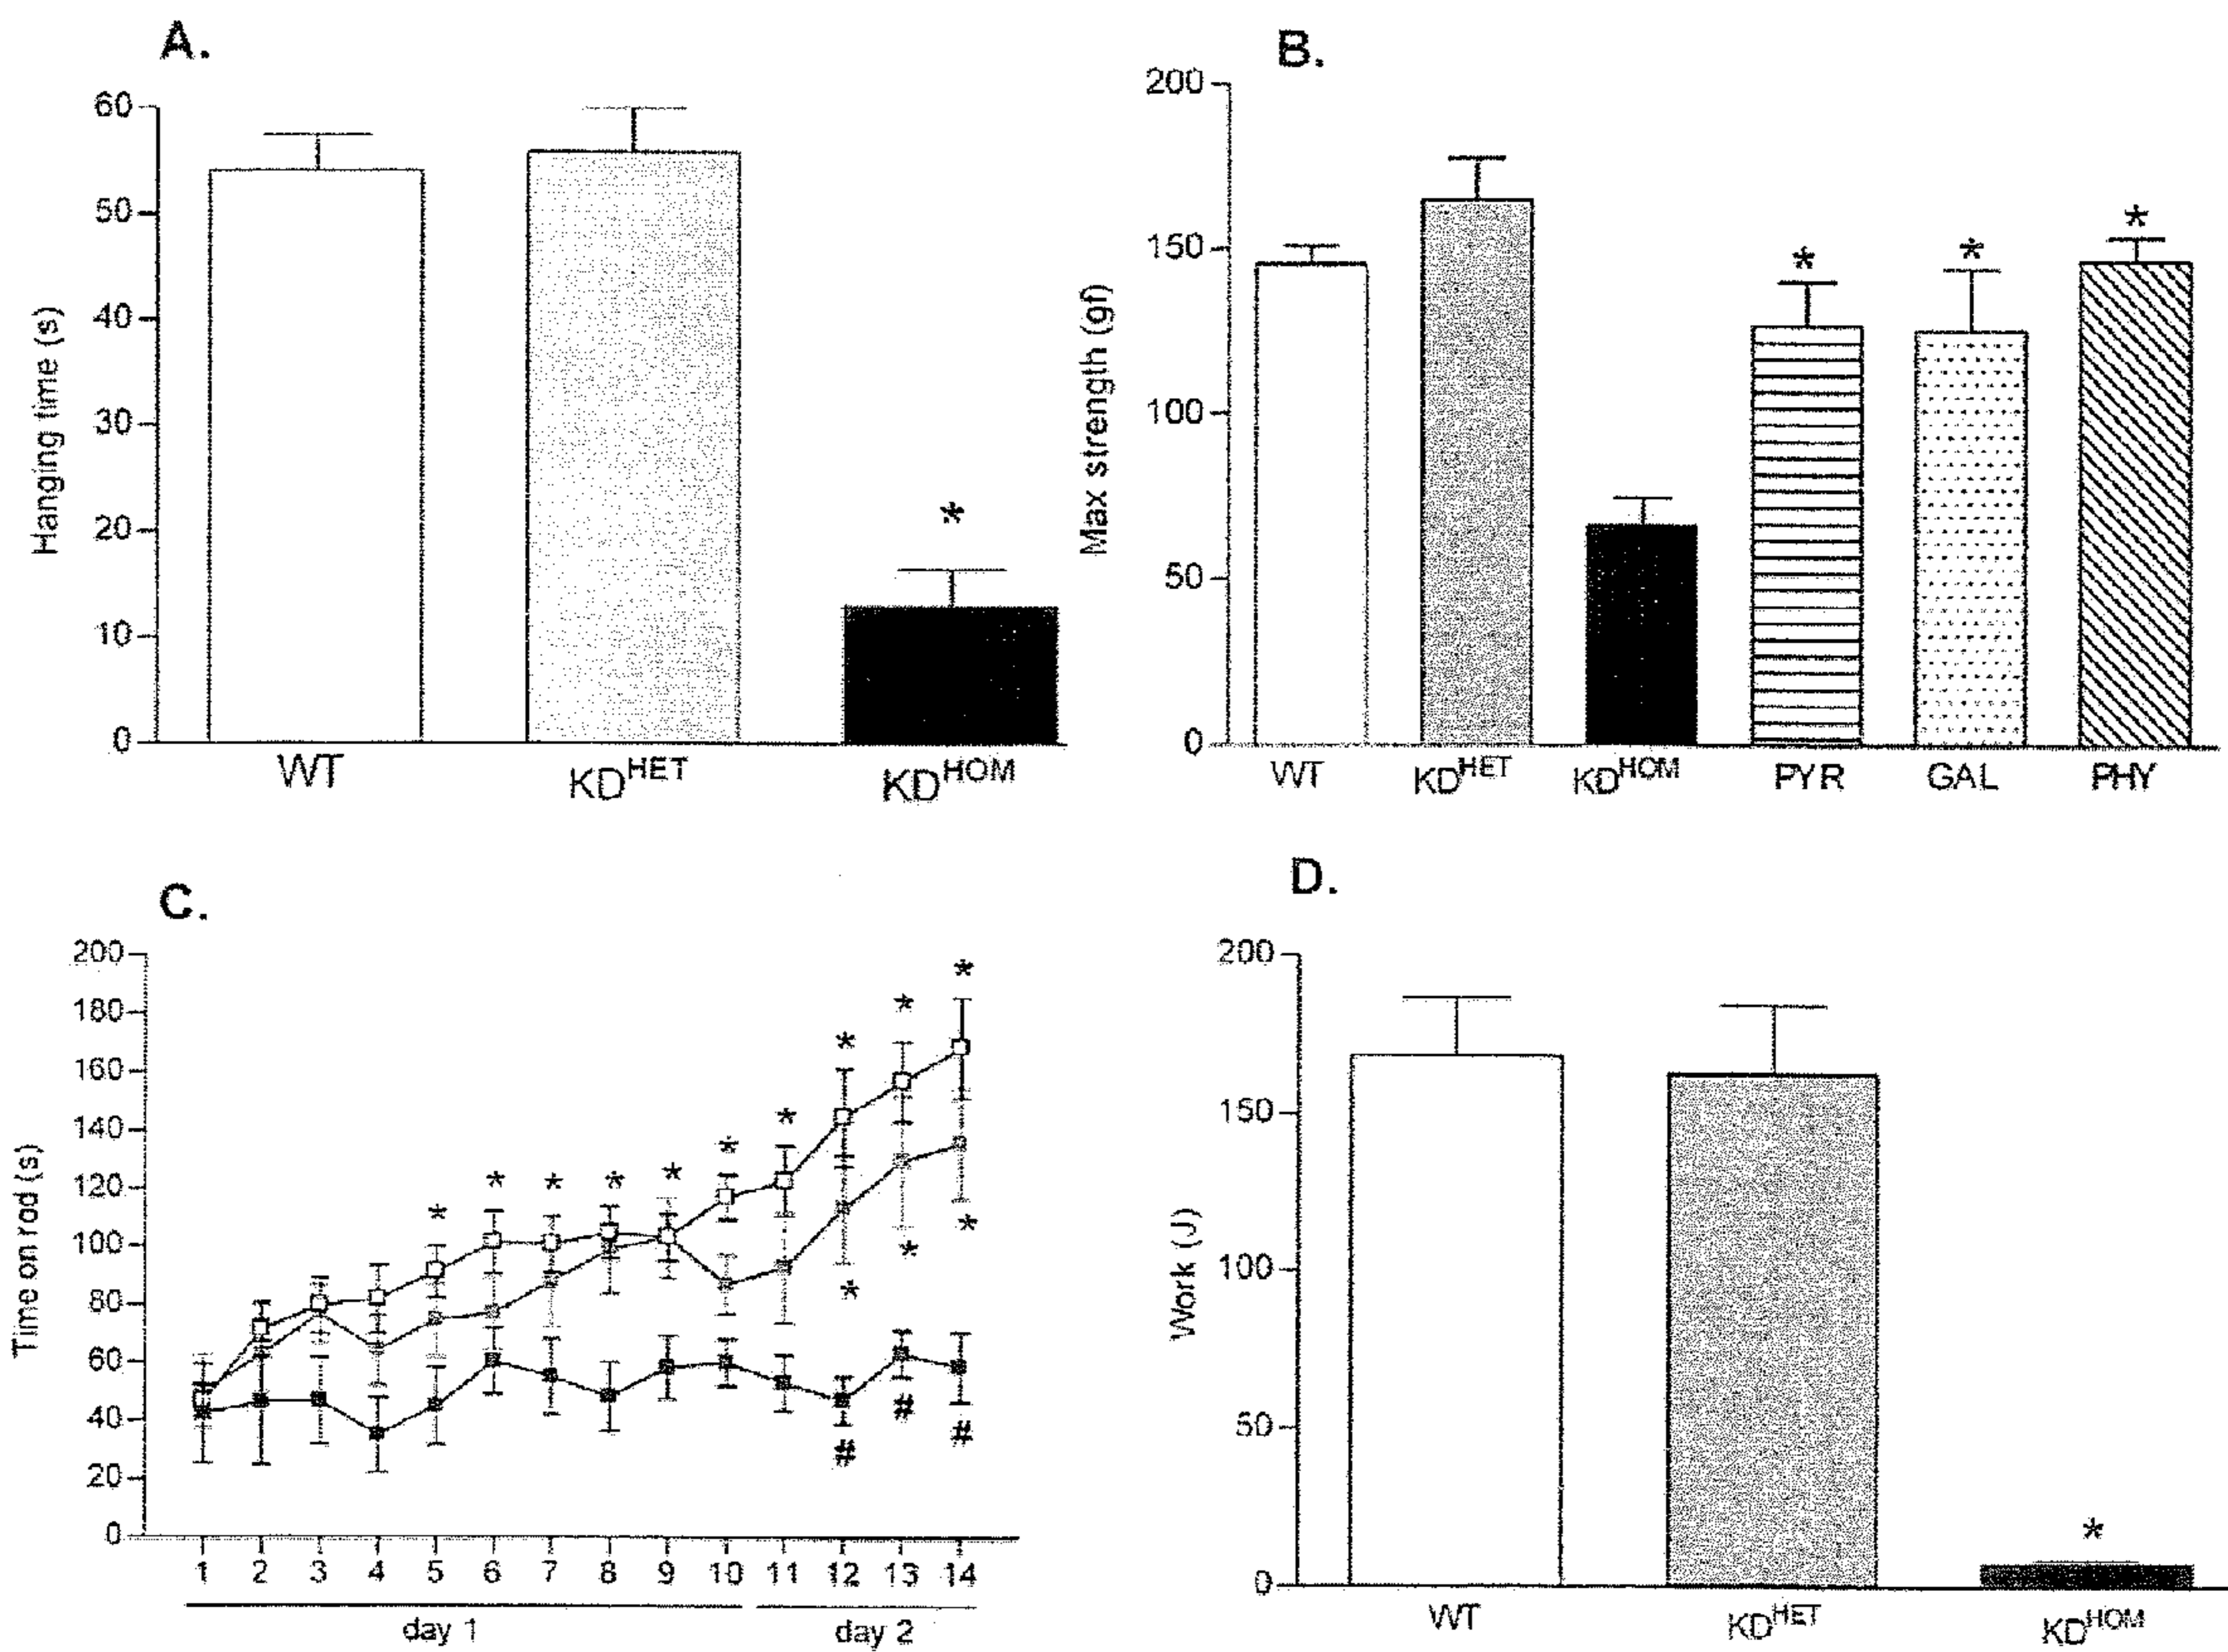 A.
60
50
40
30
20
10
0
Hanging time (s)
*
WT
KD^HET
KD^HOM
B.
200
150
100
50
0
Max strength (gf)
* * *
WT
KD^HET
KD^HOM
PYR
GAL
PHY
C.
200
180
160
140
120
100
80
60
40
20
0
Time on rod (s)
* * * * * * * * * *
* * *
# # #
1 2 3 4 5 6 7 8 9 10 11 12 13 14
day 1
day 2
D.
200
150
100
50
0
Work (J)
*
WT
KD^HET
KD^HOM